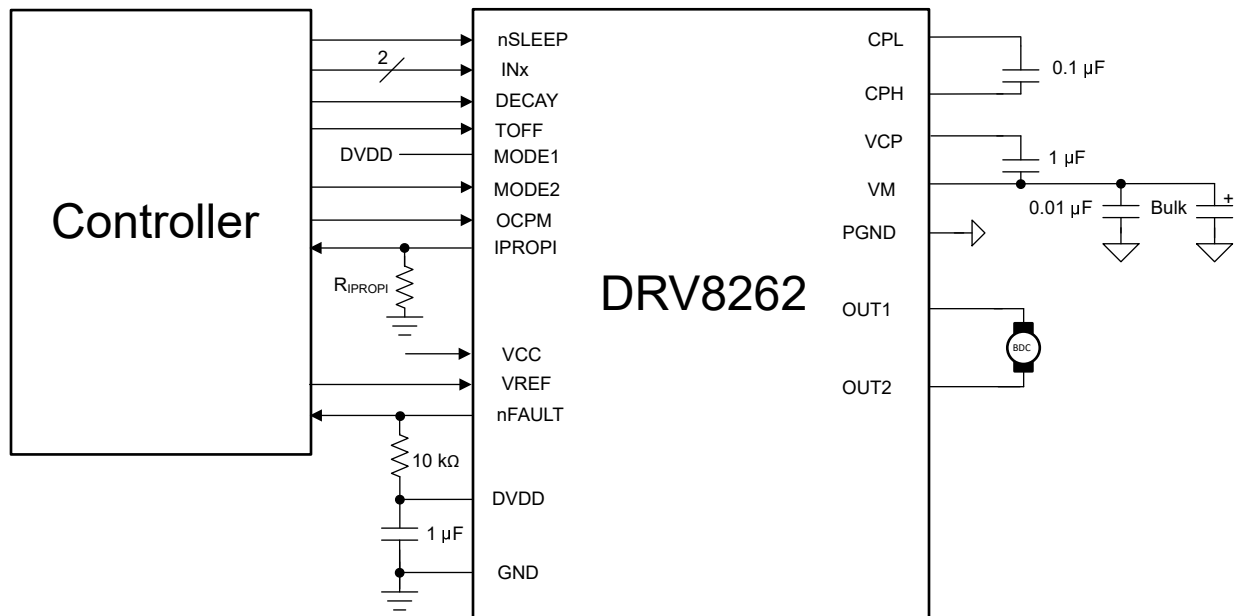 Controller
2
DVDD
RIPROPI
10 kΩ
1 µF
nSLEEP
INx
DECAY
TOFF
MODE1
MODE2
OCPM
IPROPI
VCC
VREF
nFAULT
DVDD
GND
DRV8262
CPL
CPH
VCP
VM
PGND
OUT1
OUT2
0.1 µF
1 µF
0.01 µF
Bulk
+
BDC